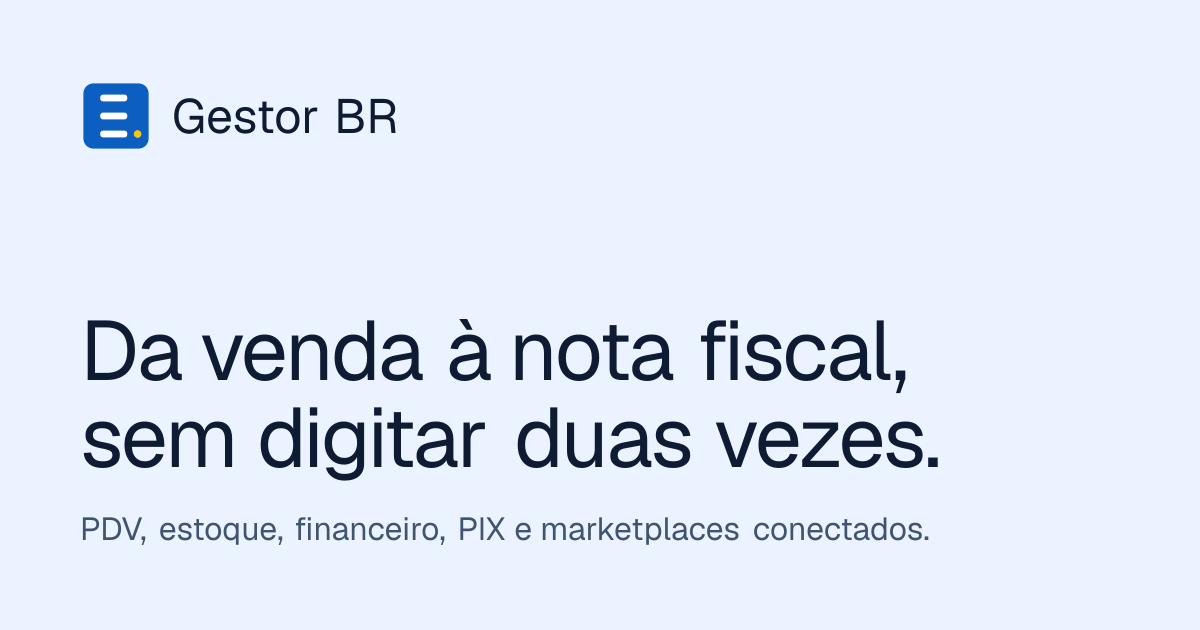 Gestor BR
Da venda à nota fiscal,
sem digitar duas vezes.
PDV, estoque, financeiro, PIX e marketplaces conectados.